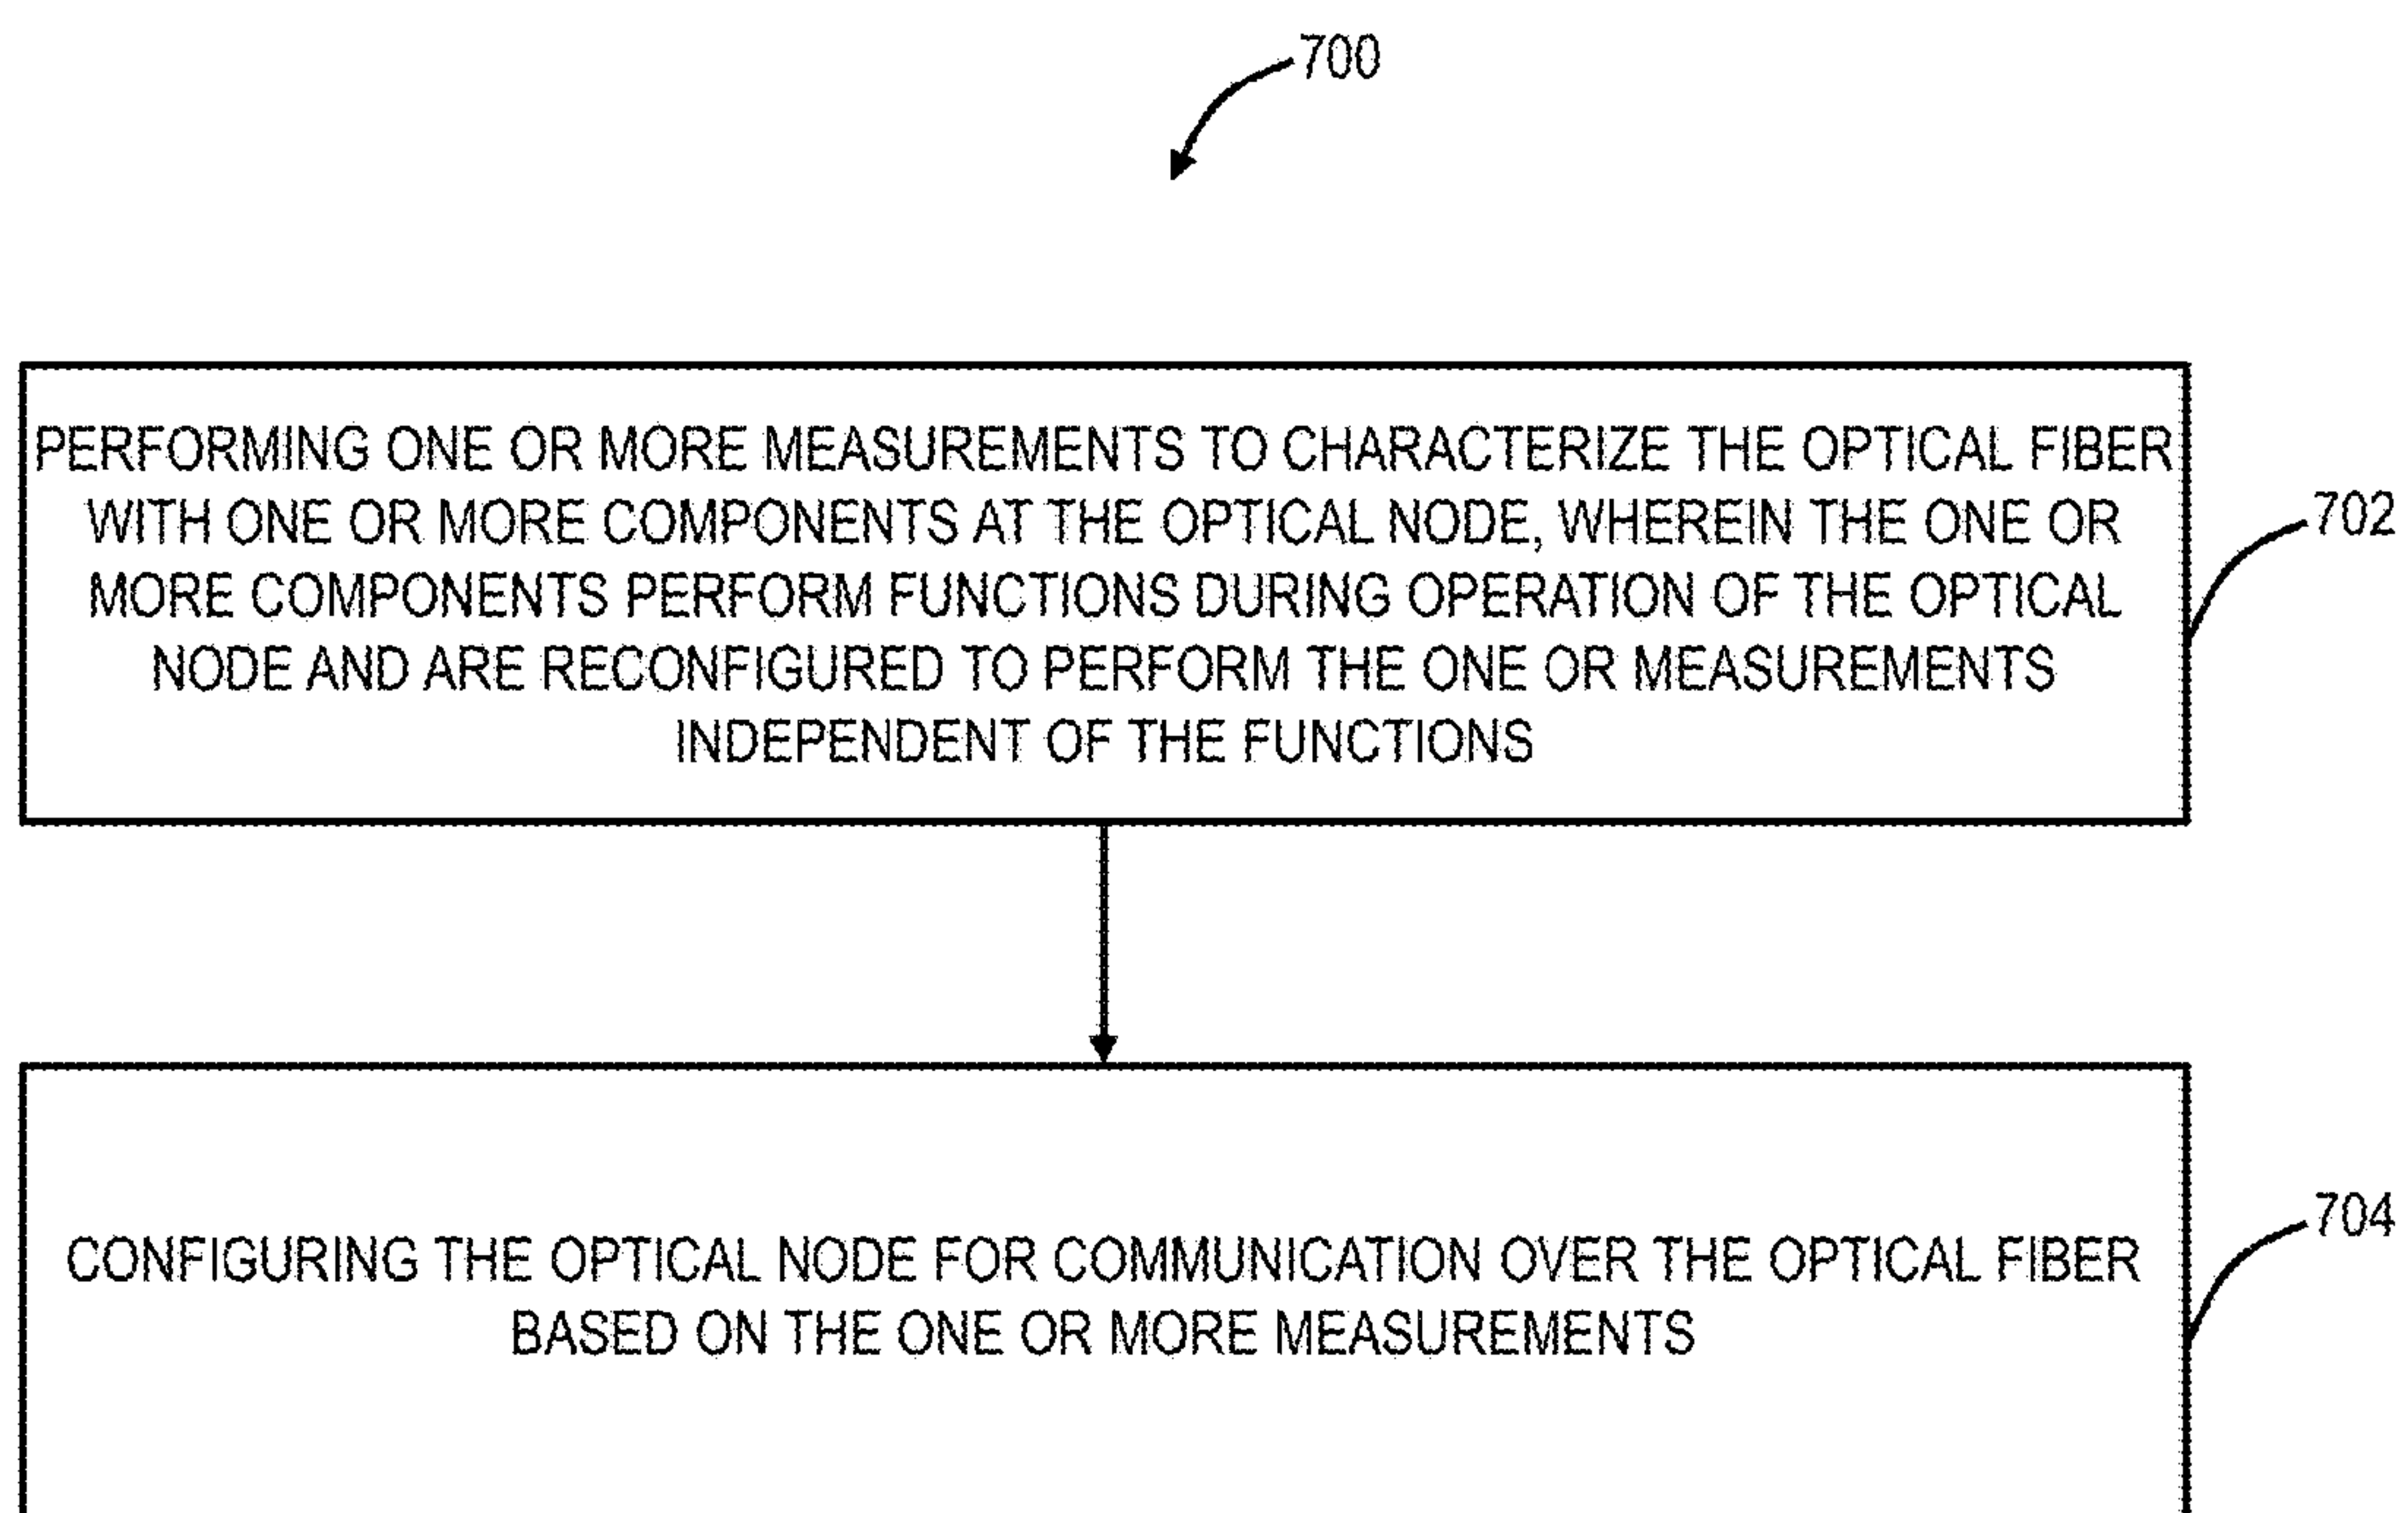 700
PERFORMING ONE OR MORE MEASUREMENTS TO CHARACTERIZE THE OPTICAL FIBER
WITH ONE OR MORE COMPONENTS AT THE OPTICAL NODE, WHEREIN THE ONE OR
MORE COMPONENTS PERFORM FUNCTIONS DURING OPERATION OF THE OPTICAL
NODE AND ARE RECONFIGURED TO PERFORM THE ONE OR MEASUREMENTS
INDEPENDENT OF THE FUNCTIONS
702
CONFIGURING THE OPTICAL NODE FOR COMMUNICATION OVER THE OPTICAL FIBER
BASED ON THE ONE OR MORE MEASUREMENTS
704